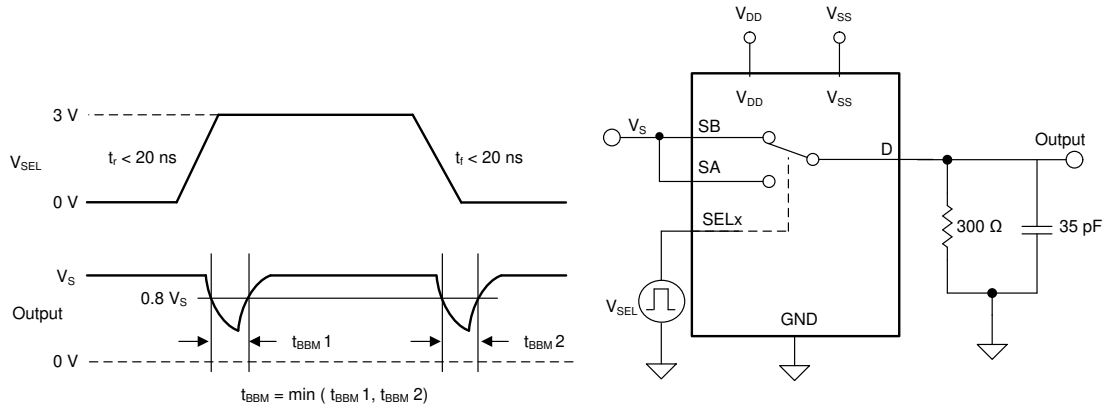 3 V
V_SEL
t_r < 20 ns
t_f < 20 ns
0 V
V_S
0.8 V_S
Output
t_BBM 1
t_BBM 2
0 V
t_BBM = min ( t_BBM 1, t_BBM 2)
V_DD
V_SS
V_DD
V_SS
V_S
SB
D
Output
SA
SELx
300 Ω
35 pF
V_SEL
GND